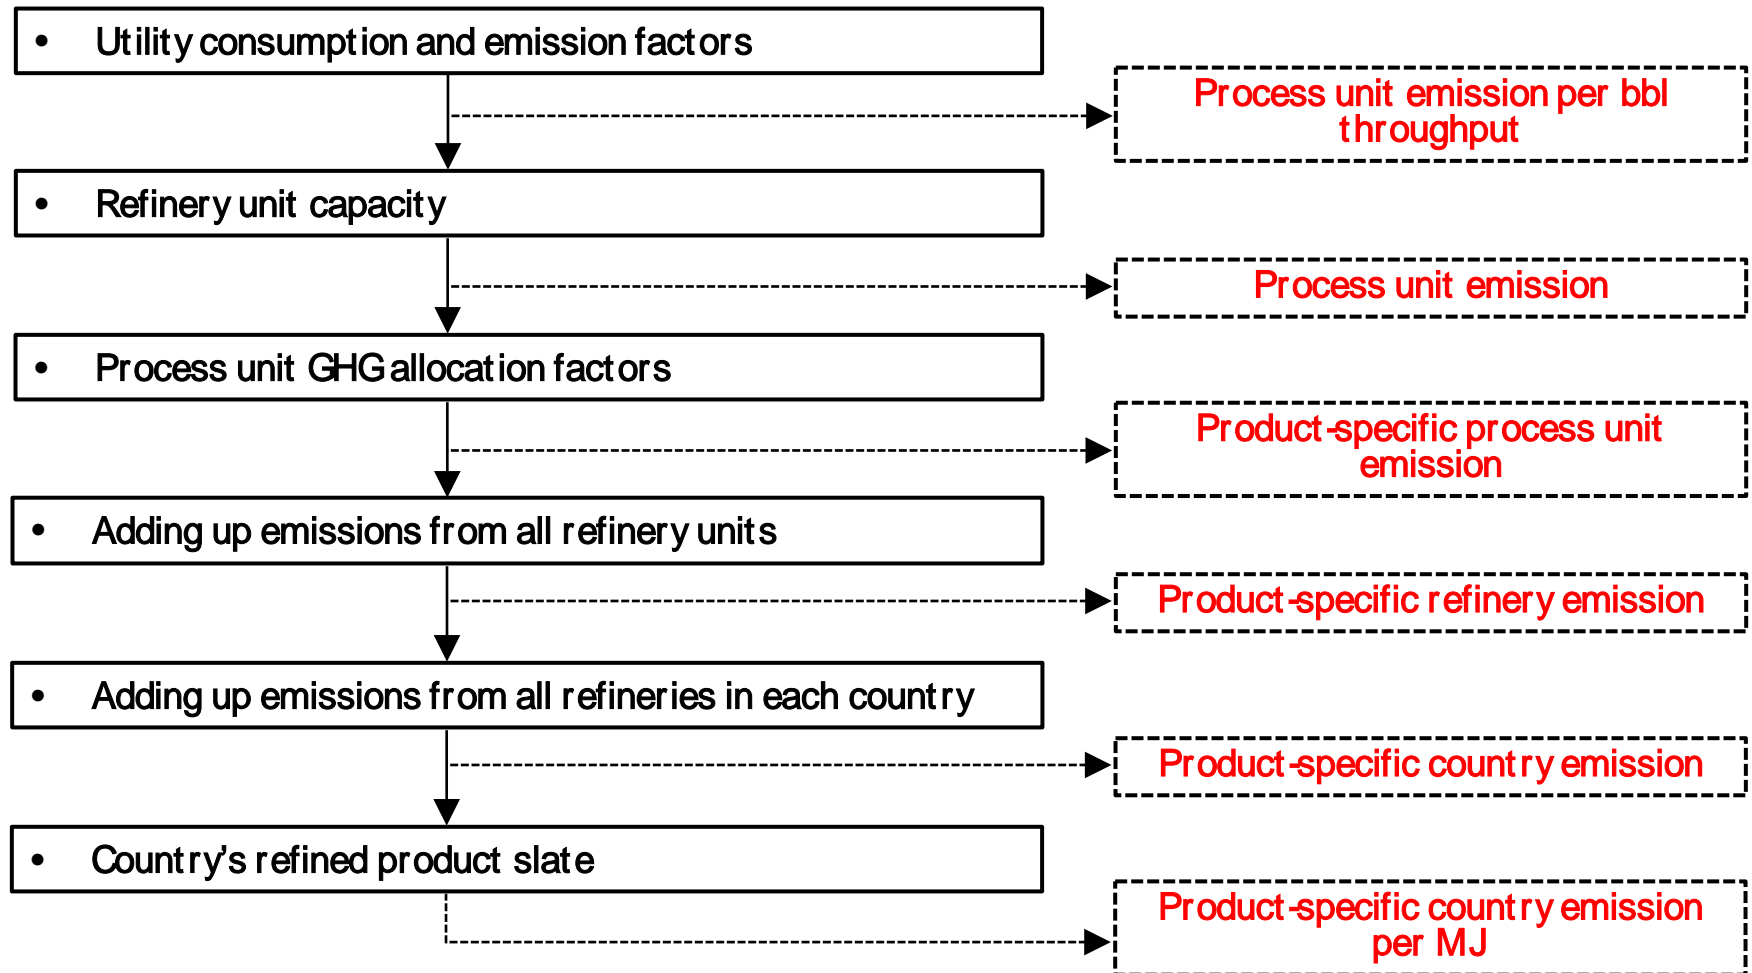 • Utility consumption and emission factors
Process unit emission per bbl
throughput
• Refinery unit capacity
Process unit emission
• Process unit GHG allocation factors
Product-specific process unit
emission
• Adding up emissions from all refinery units
Product-specific refinery emission
• Adding up emissions from all refineries in each country
Product-specific country emission
• Country's refined product slate
Product-specific country emission
per MJ